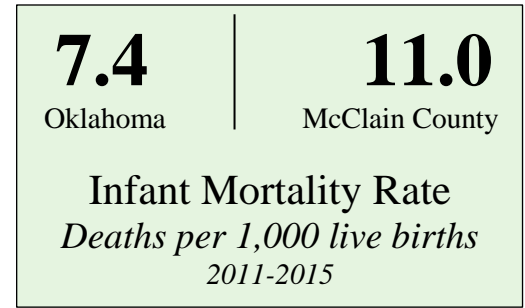 7.4 11.0
Oklahoma McClain County
Infant Mortality Rate
Deaths per 1,000 live births
2011-2015